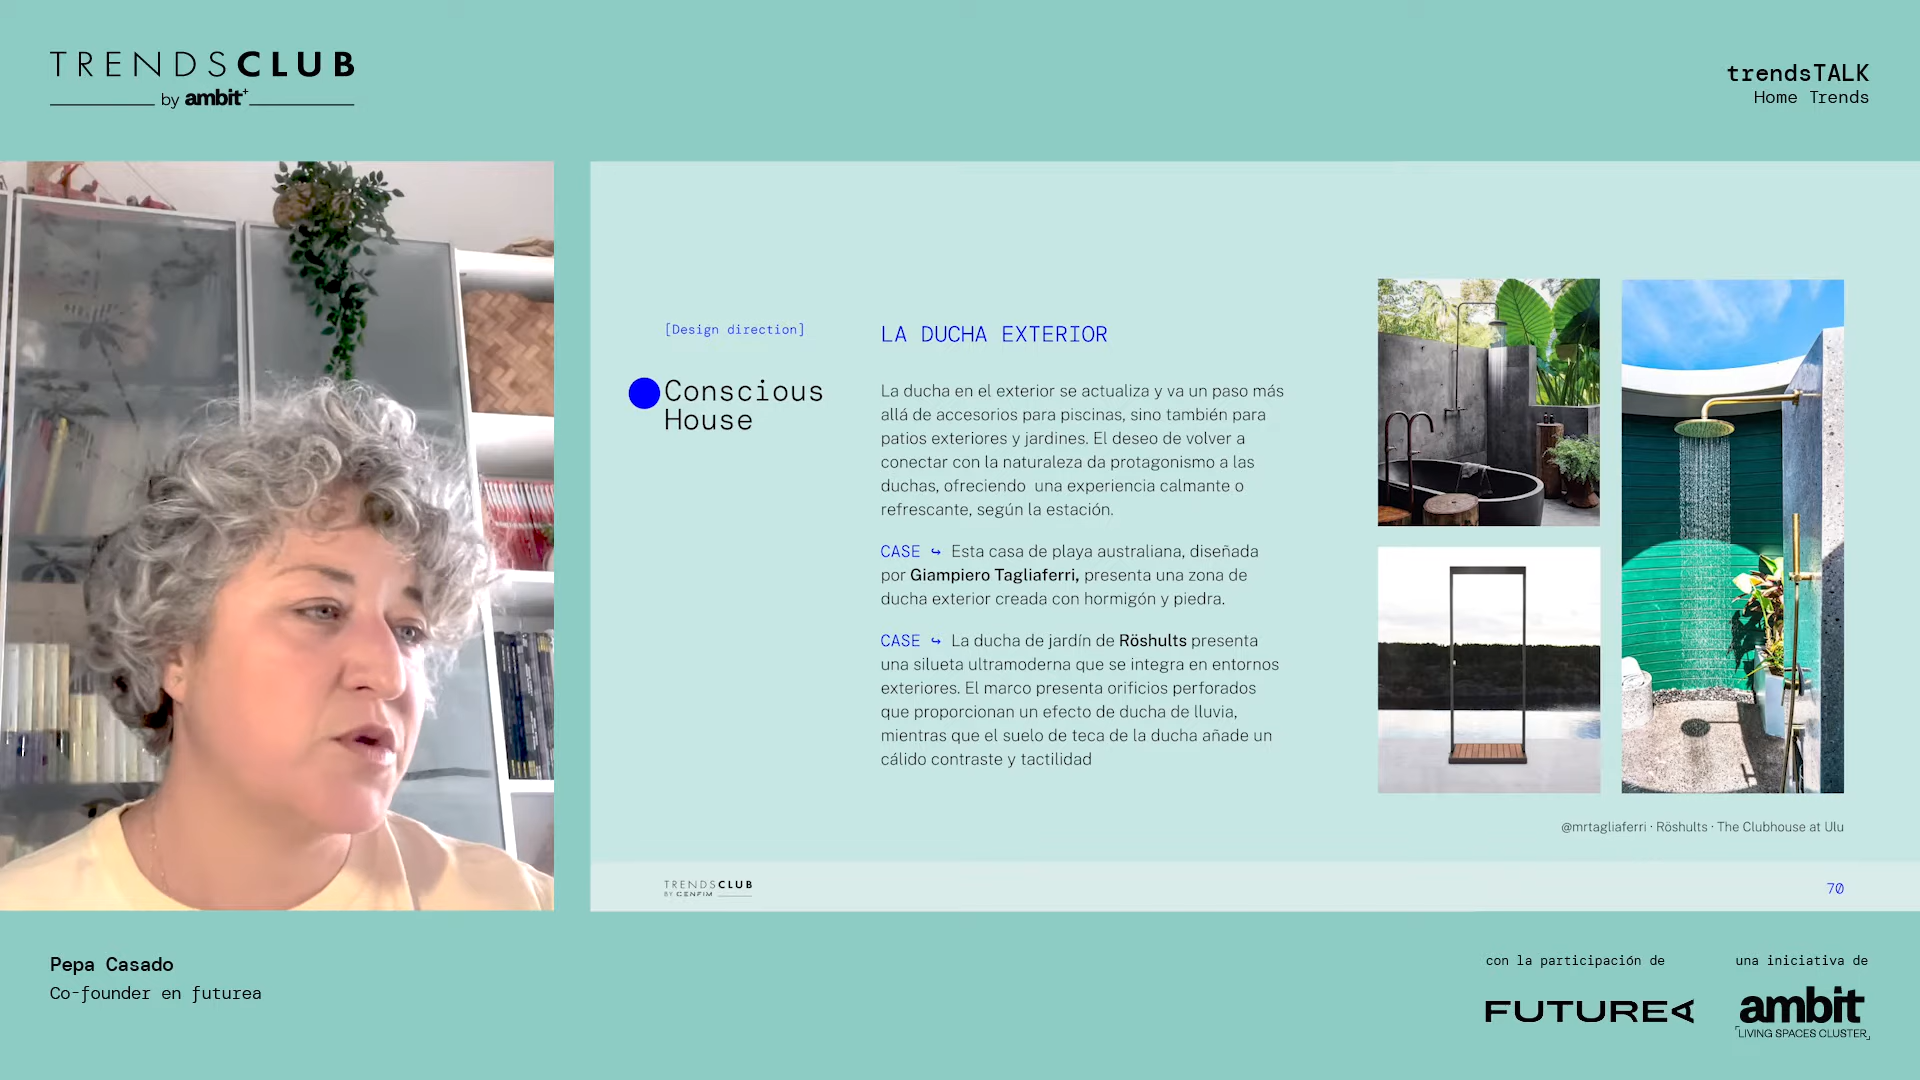 TRENDSCLUB
by ambit+
trendsTALK
Home Trends
[Design direction]
Conscious
House
LA DUCHA EXTERIOR
La ducha en el exterior se actualiza y va un paso más
allá de accesorios para piscinas, sino también para
patios exteriores y jardines. El deseo de volver a
conectar con la naturaleza da protagonismo a las
duchas, ofreciendo una experiencia calmante o
refrescante, según la estación.
CASE ↪ Esta casa de playa australiana, diseñada
por Giampiero Tagliaferri, presenta una zona de
ducha exterior creada con hormigón y piedra.
CASE ↪ La ducha de jardín de Röshults presenta
una silueta ultramoderna que se integra en entornos
exteriores. El marco presenta orificios perforados
que proporcionan un efecto de ducha de lluvia,
mientras que el suelo de teca de la ducha añade un
cálido contraste y tactilidad
@mrtagliaferri · Röshults · The Clubhouse at Ulu
TRENDSCLUB
BY CENFIM
70
Pepa Casado
Co-founder en futurea
con la participación de
FUTUREA
una iniciativa de
ambit
LIVING SPACES CLUSTER